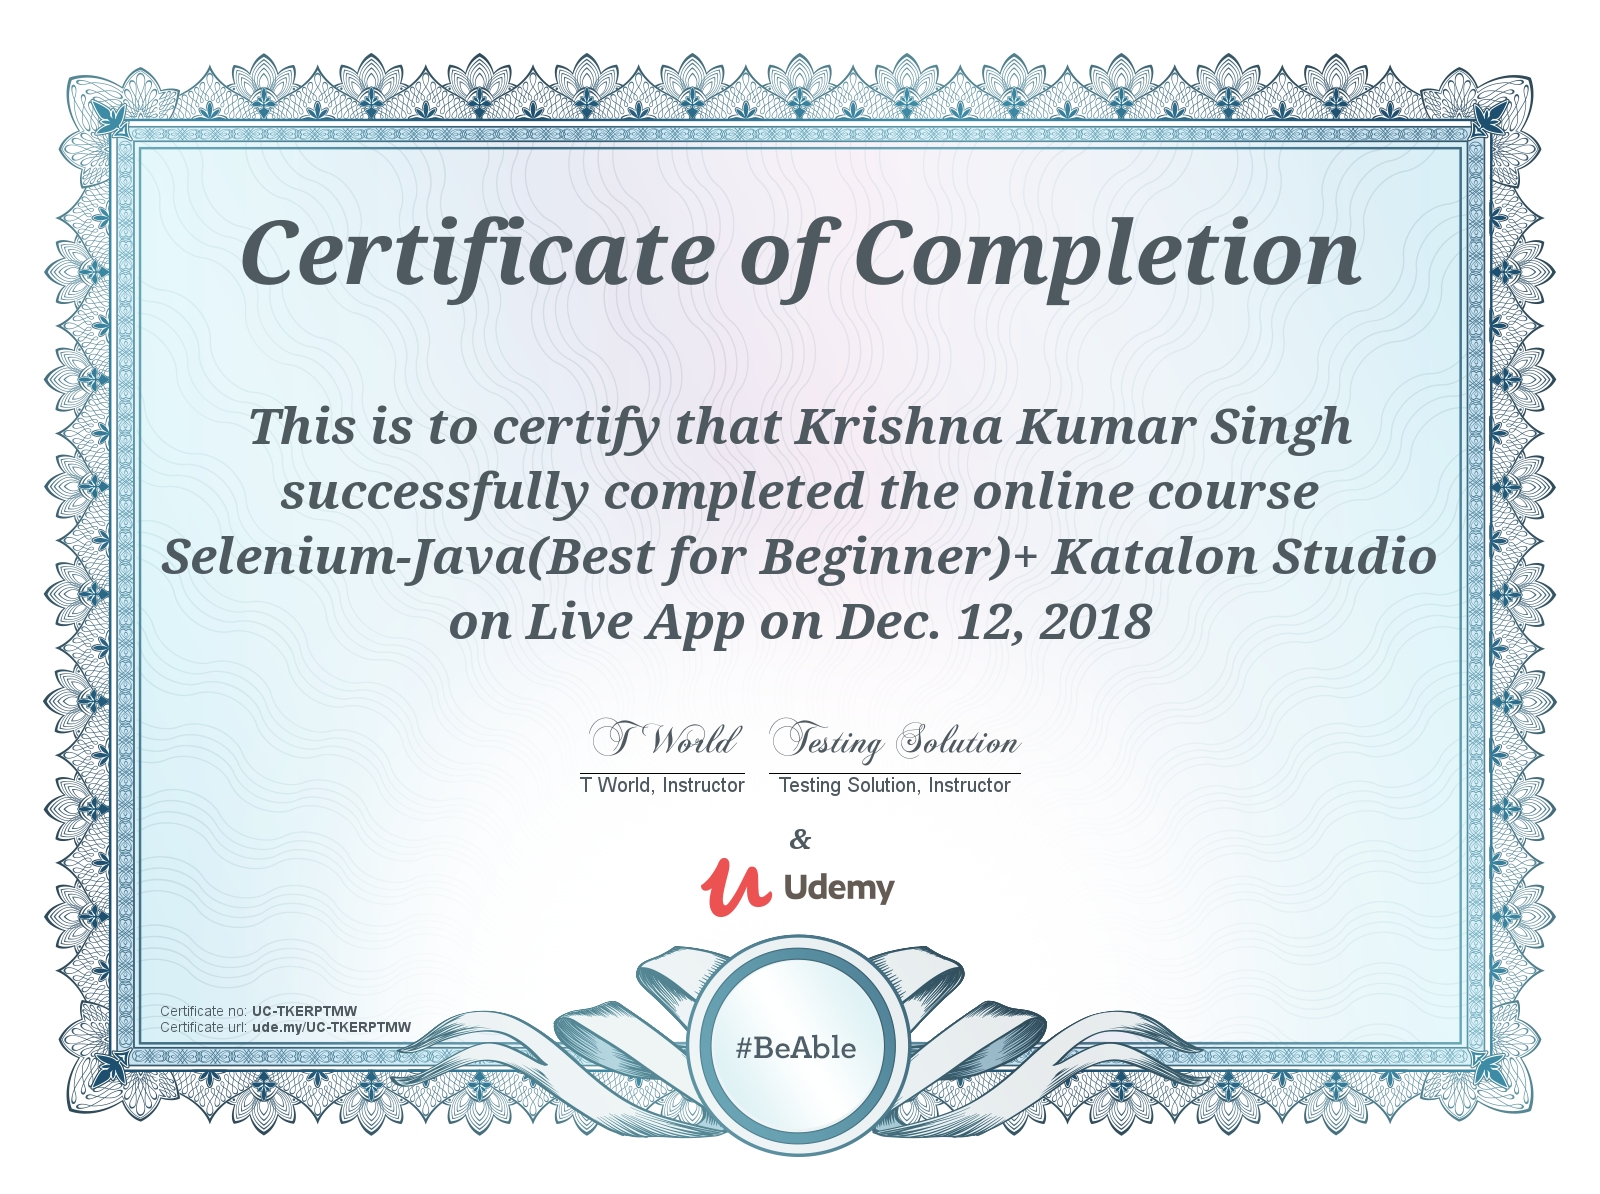 Certificate of Completion
This is to certify that Krishna Kumar Singh
successfully completed the online course
Selenium-Java(Best for Beginner)+ Katalon Studio
on Live App on Dec. 12, 2018
T World Testing Solution
T World, Instructor Testing Solution, Instructor
&
Udemy
Certificate no: UC-TKERPTMW
Certificate url: ude.my/UC-TKERPTMW
#BeAble